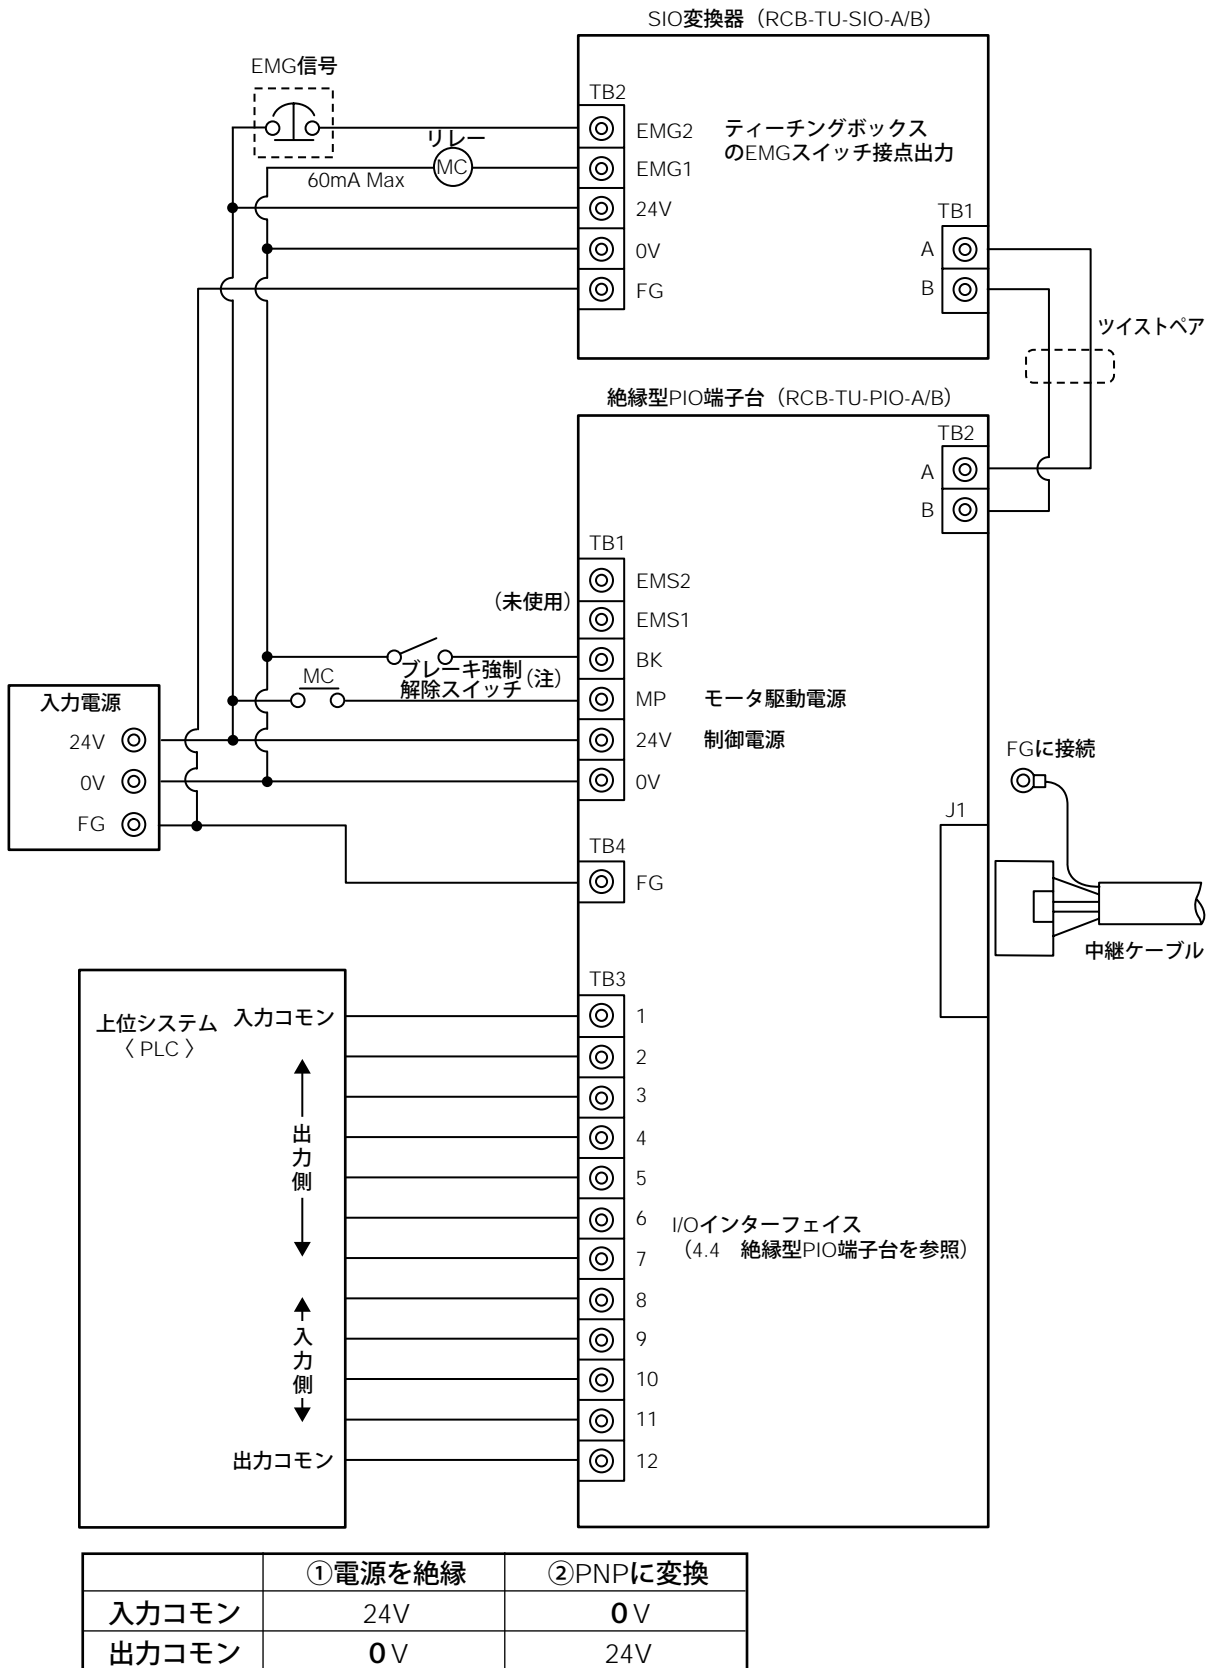 SIO変換器（RCB-TU-SIO-A/B）
EMG信号
TB2
EMG2
ティーチングボックス
のEMGスイッチ接点出力
リレー
MC
60mA Max
EMG1
24V
0V
FG
TB1
A
B
ツイストペア
絶縁型PIO端子台（RCB-TU-PIO-A/B）
TB2
A
B
TB1
EMS2
（未使用）
EMS1
BK
ブレーキ強制
解除スイッチ（注）
MC
MP
モータ駆動電源
24V
制御電源
0V
入力電源
24V
0V
FG
FGに接続
J1
中継ケーブル
TB4
FG
上位システム
〈 PLC 〉
入力コモン
出力側
入力側
出力コモン
TB3
1
2
3
4
5
6
7
8
9
10
11
12
I/Oインターフェイス
（4.4　絶縁型PIO端子台を参照）
①電源を絶縁 ②PNPに変換
入力コモン 24V 0V
出力コモン 0V 24V